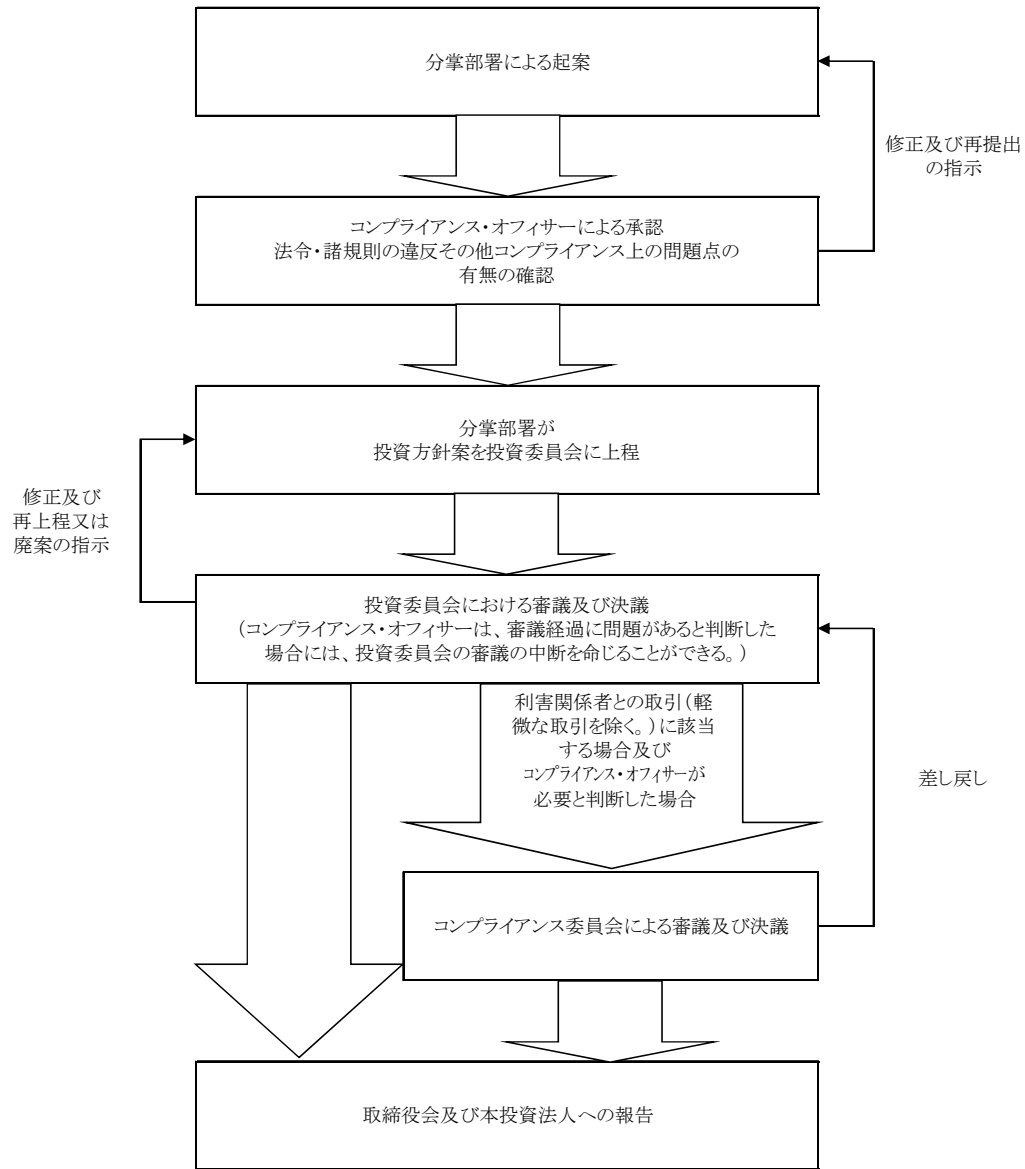 分掌部署による起案
修正及び再提出
の指示
コンプライアンス・オフィサーによる承認
法令・諸規則の違反その他コンプライアンス上の問題点の
有無の確認
分掌部署が
投資方針案を投資委員会に上程
修正及び
再上程又は
廃案の指示
投資委員会における審議及び決議
（コンプライアンス・オフィサーは、審議経過に問題があると判断した
場合には、投資委員会の審議の中断を命じることができる。）
利害関係者との取引（軽
微な取引を除く。）に該当
する場合及び
コンプライアンス・オフィサーが
必要と判断した場合
差し戻し
コンプライアンス委員会による審議及び決議
取締役会及び本投資法人への報告